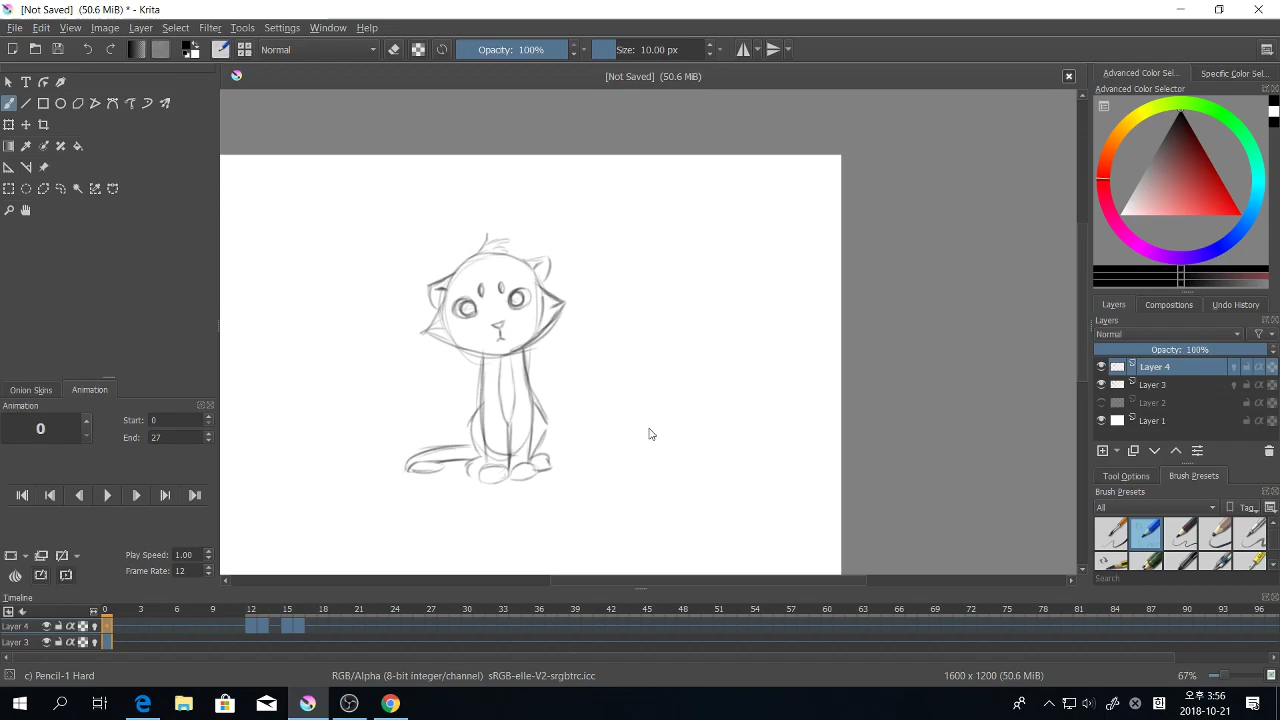 [Not Saved] (50.6 MiB) * - Krita
File Edit View Image Layer Select Filter Tools Settings Window Help
Normal Opacity: 100% Size: 10.00 px
[Not Saved] (50.6 MiB)
Advanced Color Sel... Specific Color Sel...
Advanced Color Selector
Layers Compositions Undo History
Layers
Normal
Opacity: 100%
Layer 4
Layer 3
Layer 2
Layer 1
Tool Options Brush Presets
Brush Presets
All Tag
Search
Onion Skins Animation
Animation
0 Start: 0
End: 27
Play Speed: 1.00
Frame Rate: 12
Timeline
0 3 6 9 12 15 18 21 24 27 30 33 36 39 42 45 48 51 54 57 60 63 66 69 72 75 78 81 84 87 90 93 96
Layer 4
Layer 3
c) Pencil-1 Hard RGB/Alpha (8-bit integer/channel) sRGB-elle-V2-srgbtrc.icc 1600 x 1200 (50.6 MiB) 67%
오후 3:56
2018-10-21